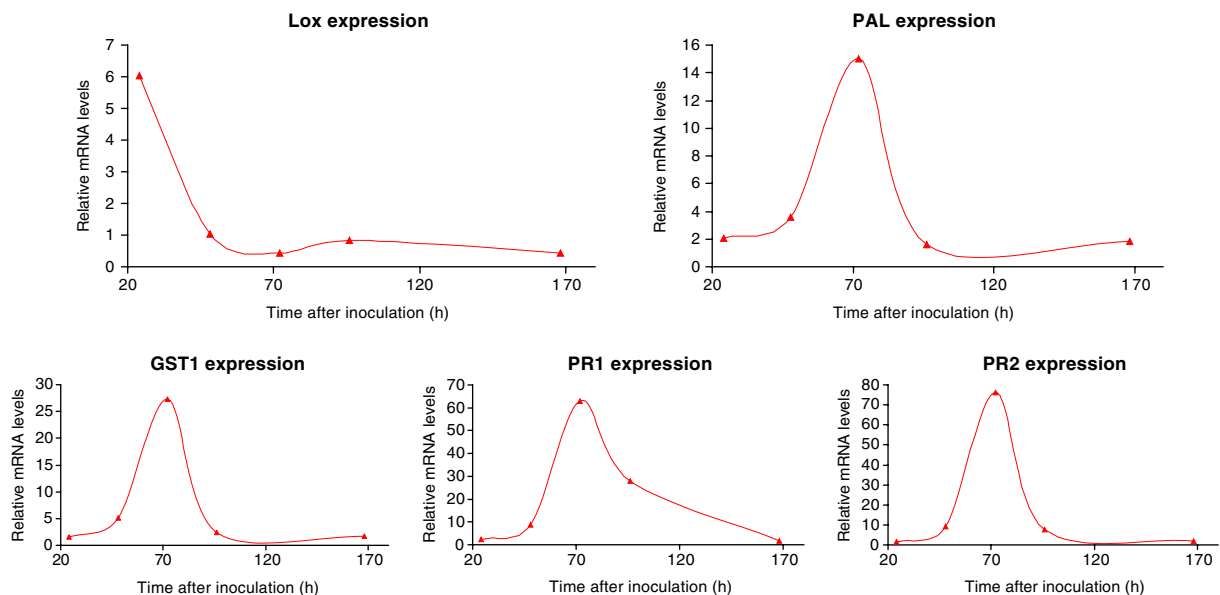 Lox expression
Relative mRNA levels
7
6
5
4
3
2
1
0
20 70 120 170
Time after inoculation (h)
PAL expression
Relative mRNA levels
16
14
12
10
8
6
4
2
0
20 70 120 170
Time after inoculation (h)
GST1 expression
Relative mRNA levels
30
25
20
15
10
5
0
20 70 120 170
Time after inoculation (h)
PR1 expression
Relative mRNA levels
70
60
50
40
30
20
10
0
20 70 120 170
Time after inoculation (h)
PR2 expression
Relative mRNA levels
80
70
60
50
40
30
20
10
0
20 70 120 170
Time after inoculation (h)